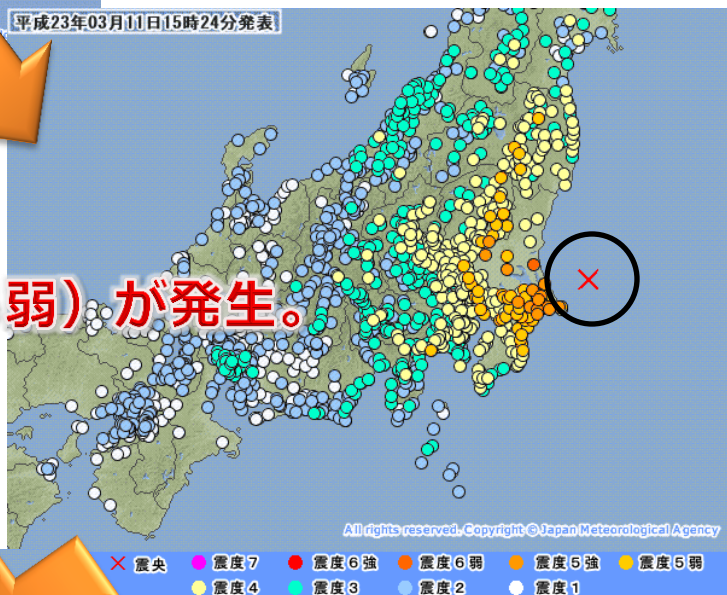 平成23年03月11日15時24分発表
弱）が発生。
All rights reserved. Copyright © Japan Meteorological Agency
震央 震度7 震度6強 震度6弱 震度5強 震度5弱
震度4 震度3 震度2 震度1